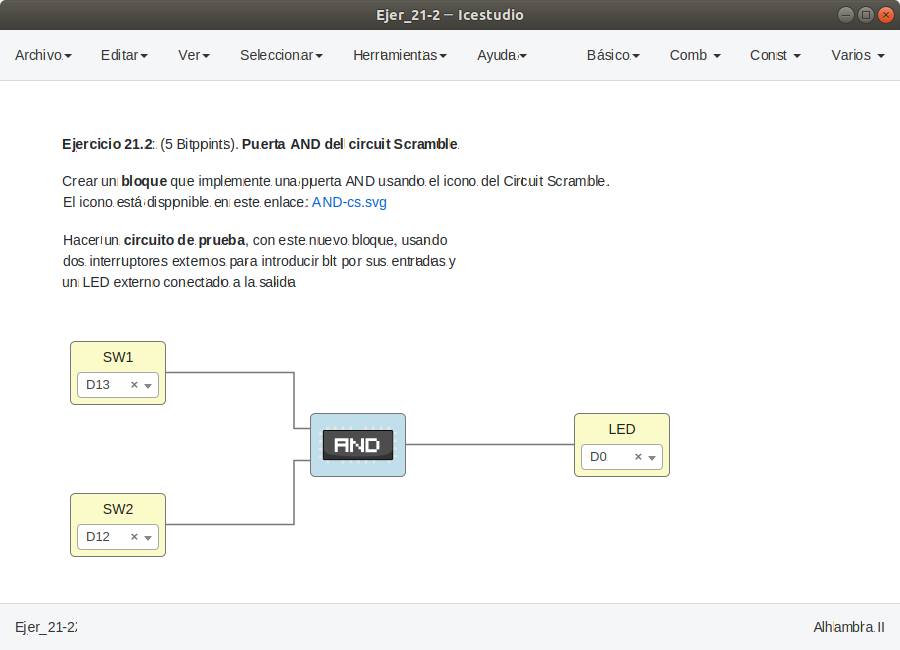 Ejer_21-2 — Icestudio
Archivo Editar Ver Seleccionar Herramientas Ayuda Básico Comb Const Varios
Ejercicio 21.2: (5 Bitppints). Puerta AND del circuit Scramble
Crear un bloque que implemente una puerta AND usando el icono del Circuit Scramble.
El icono está disppnible en este enlace: AND-cs.svg
Hacer un circuito de prueba, con este nuevo bloque, usando
dos interruptores externos para introducir bit por sus entradas y
un LED externo conectado a la salida
SW1
D13
AND
LED
D0
SW2
D12
Ejer_21-2
Alhambra II